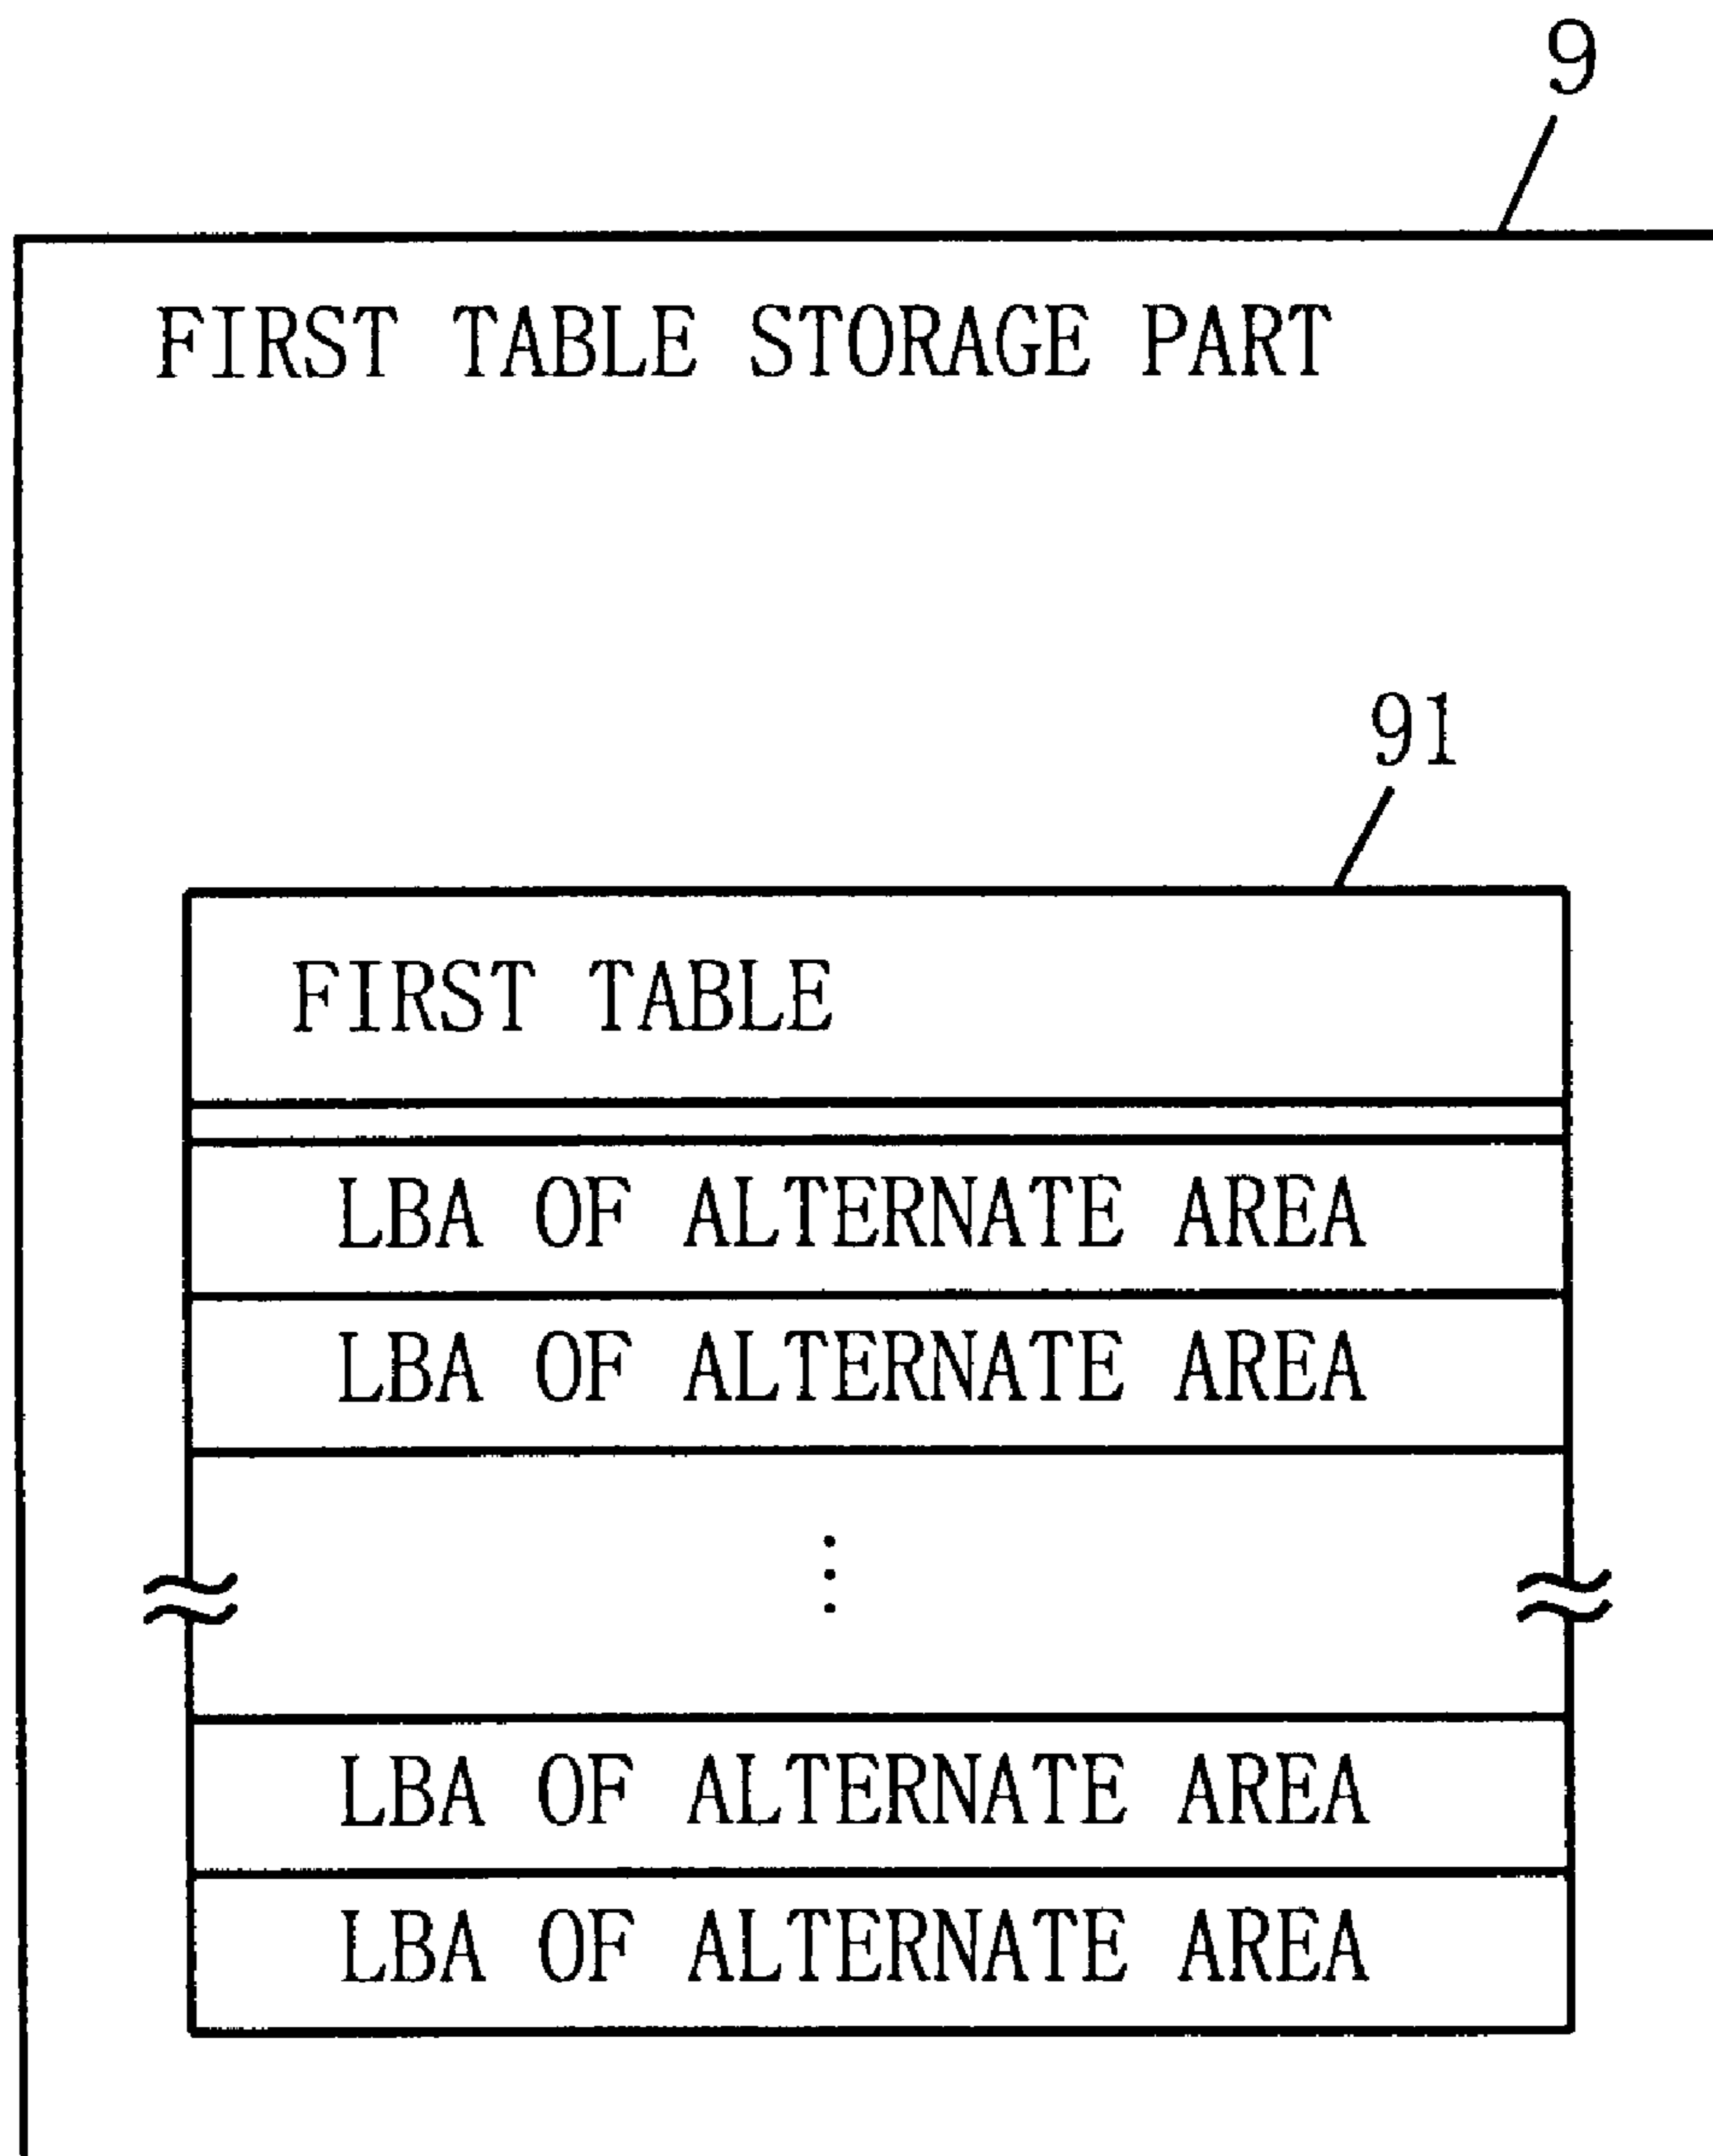 9
FIRST TABLE STORAGE PART
91
FIRST TABLE
LBA OF ALTERNATE AREA
LBA OF ALTERNATE AREA
⋮
LBA OF ALTERNATE AREA
LBA OF ALTERNATE AREA